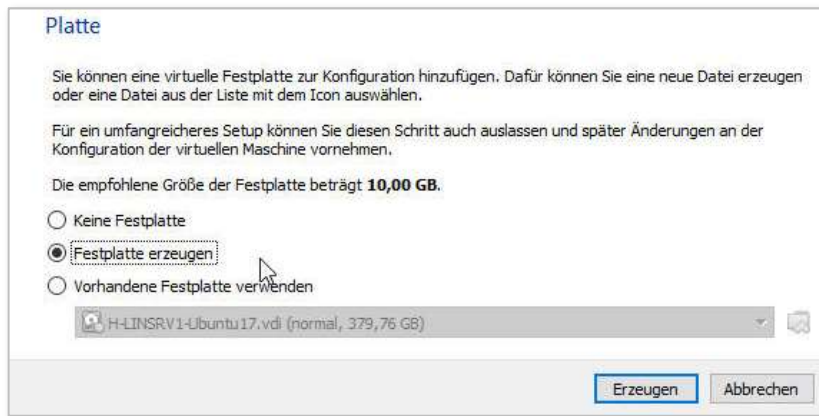 Platte
Sie können eine virtuelle Festplatte zur Konfiguration hinzufügen. Dafür können Sie eine neue Datei erzeugen
oder eine Datei aus der Liste mit dem Icon auswählen.
Für ein umfangreicheres Setup können Sie diesen Schritt auch auslassen und später Änderungen an der
Konfiguration der virtuellen Maschine vornehmen.
Die empfohlene Größe der Festplatte beträgt 10,00 GB.
Keine Festplatte
Festplatte erzeugen
Vorhandene Festplatte verwenden
H-LINSRV1-Ubuntu17.vdi (normal, 379,76 GB)
Erzeugen Abbrechen